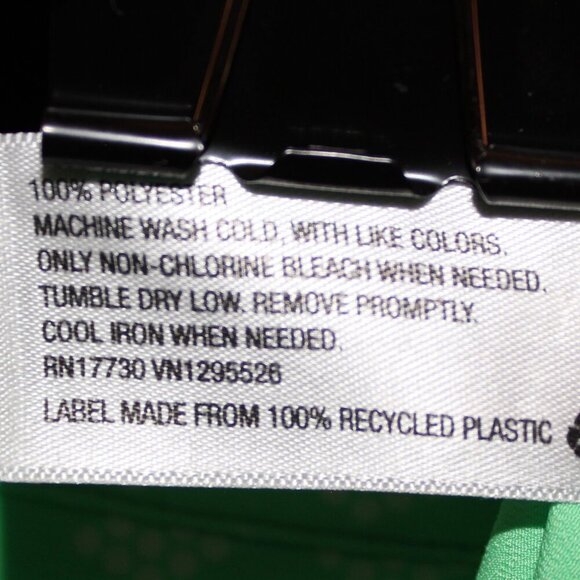 100% POLYESTER
MACHINE WASH COLD, WITH LIKE COLORS.
ONLY NON-CHLORINE BLEACH WHEN NEEDED.
TUMBLE DRY LOW. REMOVE PROMPTLY.
COOL IRON WHEN NEEDED.
RN17730 VN1295526
LABEL MADE FROM 100% RECYCLED PLASTIC